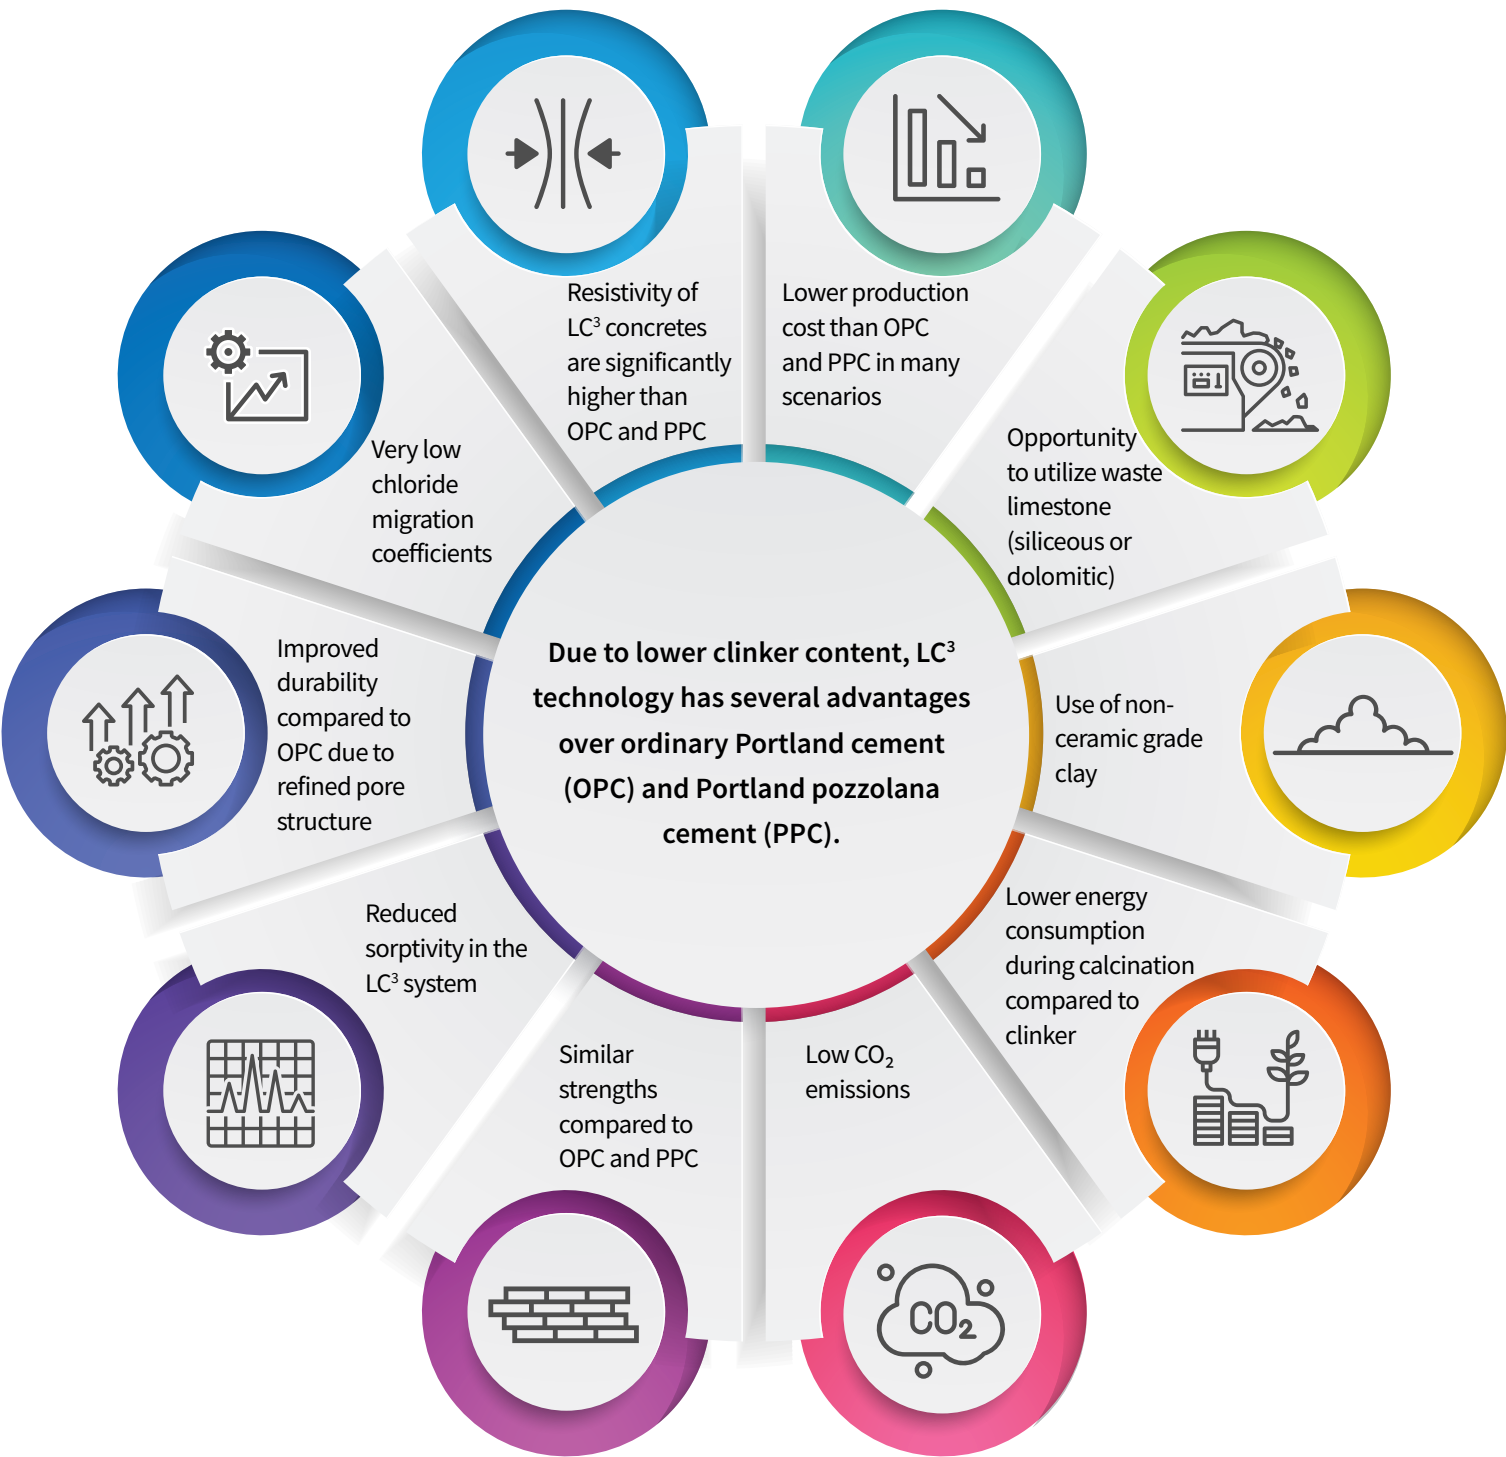 Resistivity of
LC³ concretes
are significantly
higher than
OPC and PPC
Lower production
cost than OPC
and PPC in many
scenarios
Opportunity
to utilize waste
limestone
(siliceous or
dolomitic)
Use of non-
ceramic grade
clay
Lower energy
consumption
during calcination
compared to
clinker
Low CO₂
emissions
CO₂
Similar
strengths
compared to
OPC and PPC
Reduced
sorptivity in the
LC³ system
Improved
durability
compared to
OPC due to
refined pore
structure
Very low
chloride
migration
coefficients
Due to lower clinker content, LC³
technology has several advantages
over ordinary Portland cement
(OPC) and Portland pozzolana
cement (PPC).